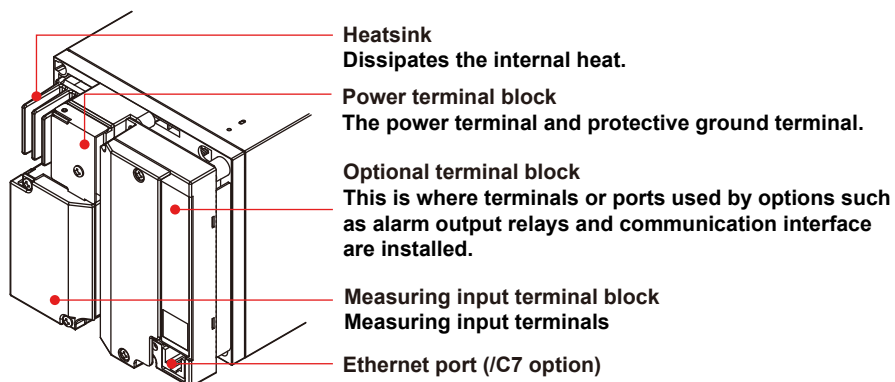 Heatsink
Dissipates the internal heat.
Power terminal block
The power terminal and protective ground terminal.
Optional terminal block
This is where terminals or ports used by options such
as alarm output relays and communication interface
are installed.
Measuring input terminal block
Measuring input terminals
Ethernet port (/C7 option)